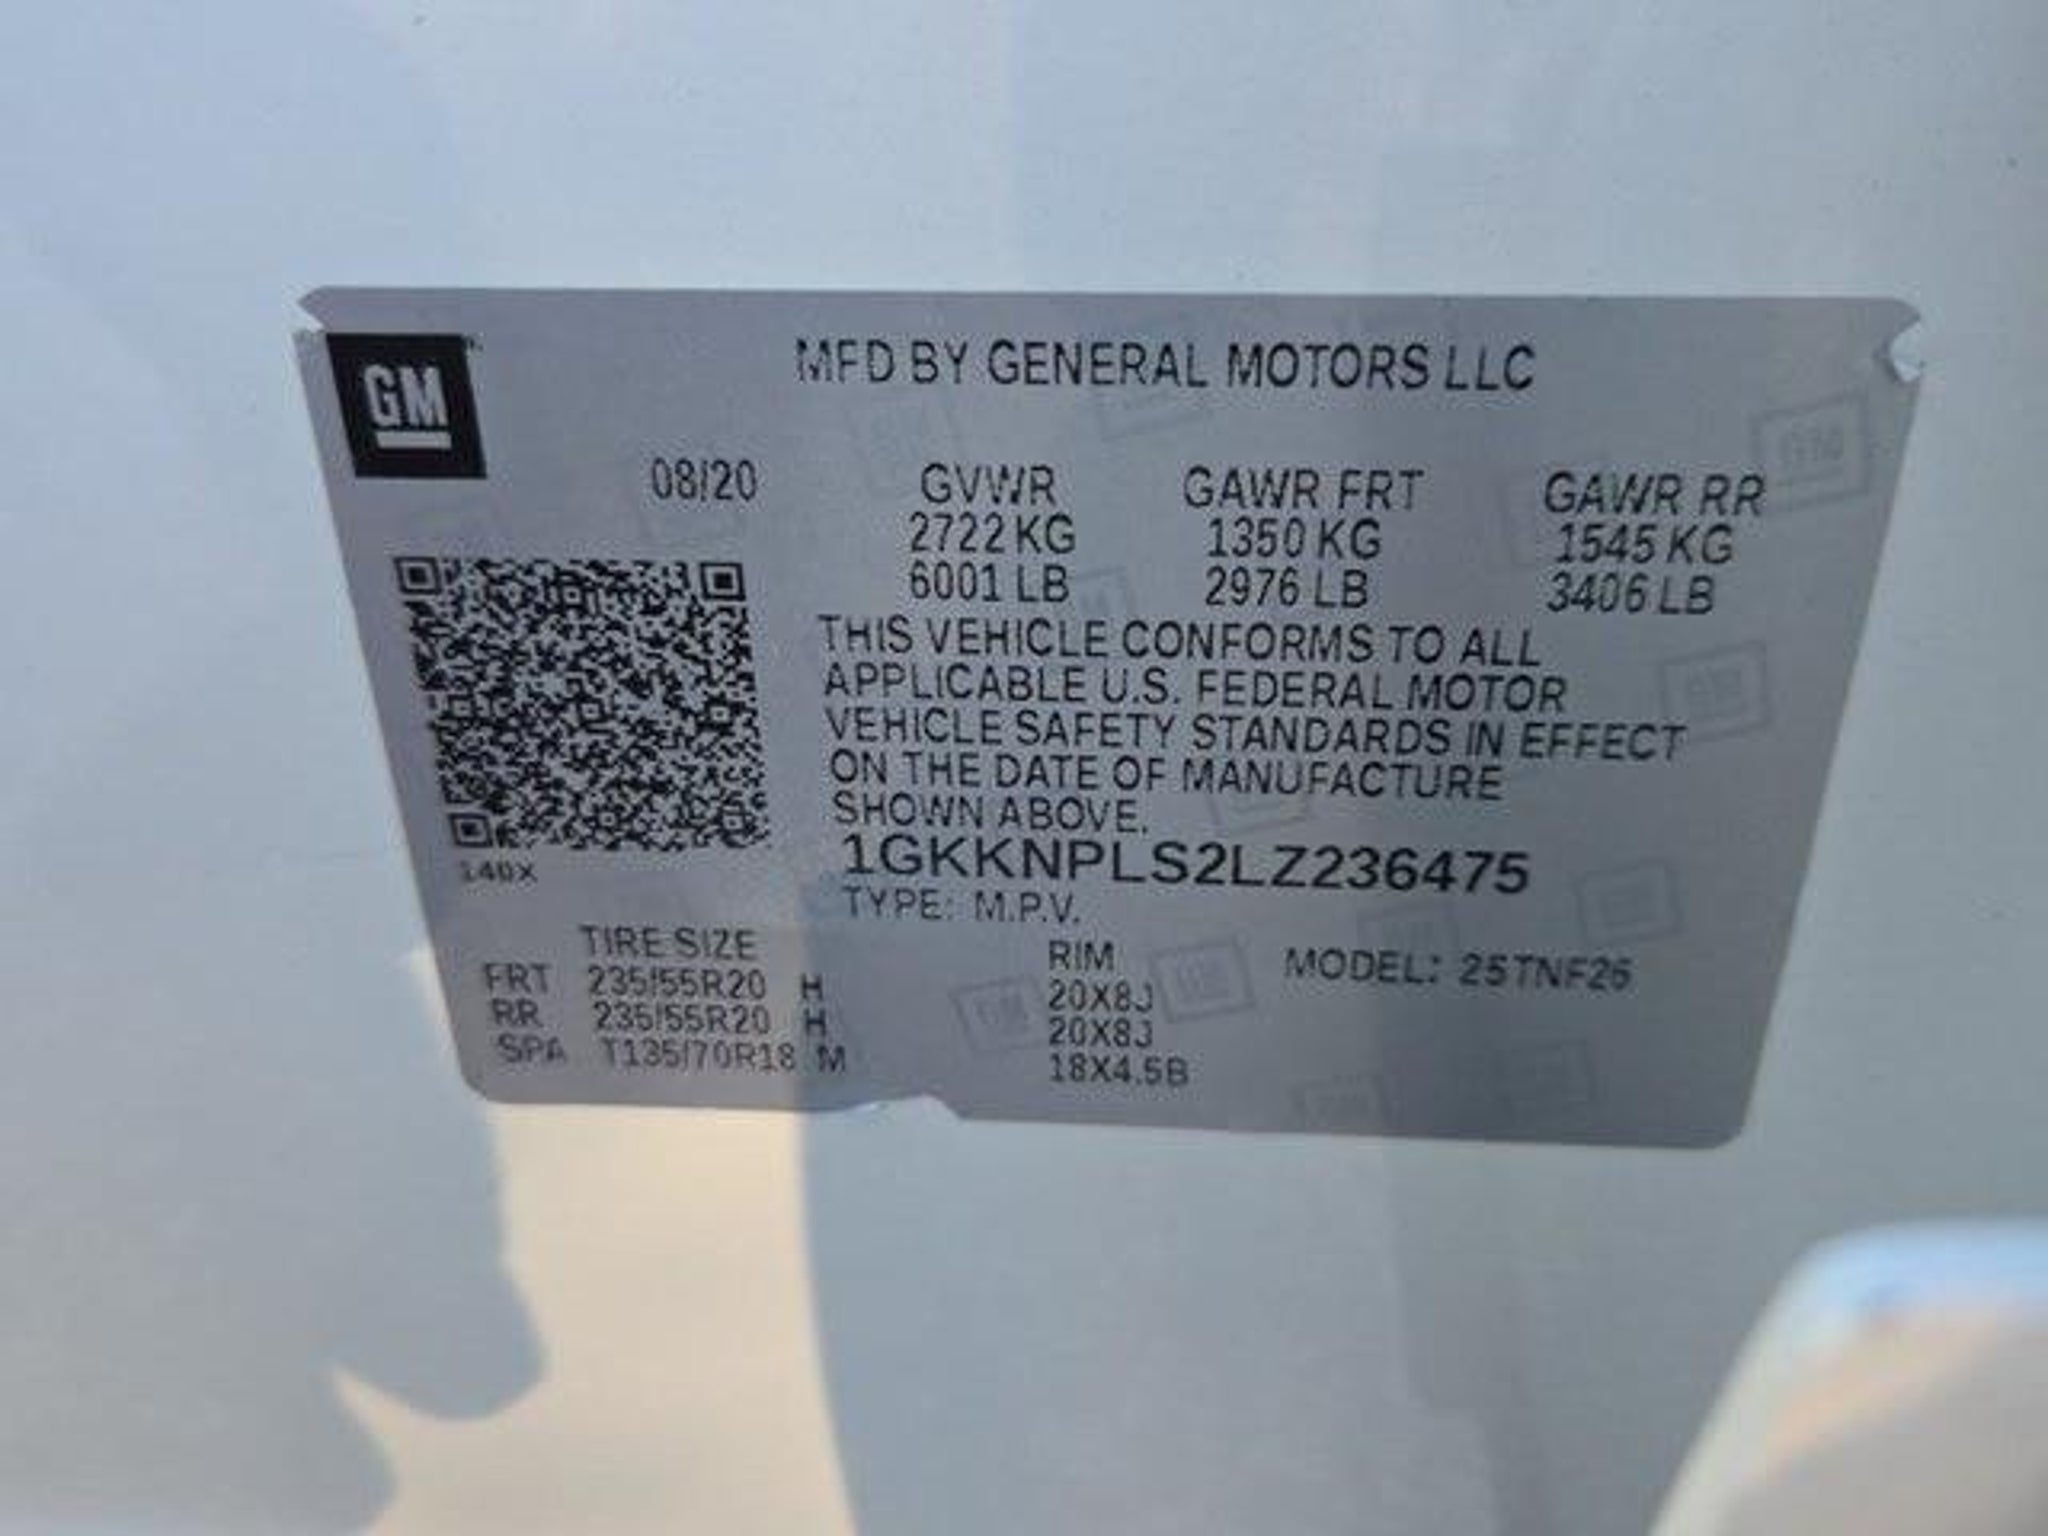 GM
MFD BY GENERAL MOTORS LLC
08/20 GVWR GAWR FRT GAWR RR
2722 KG 1350 KG 1545 KG
6001 LB 2976 LB 3406 LB
THIS VEHICLE CONFORMS TO ALL
APPLICABLE U.S. FEDERAL MOTOR
VEHICLE SAFETY STANDARDS IN EFFECT
ON THE DATE OF MANUFACTURE
SHOWN ABOVE.
1GKKNPLS2LZ236475
140X
TYPE: M.P.V.
TIRE SIZE RIM MODEL: 25TNF26
FRT 235/55R20 H 20X8J
RR 235/55R20 H 20X8J
SPA T135/70R18 M 18X4.5B